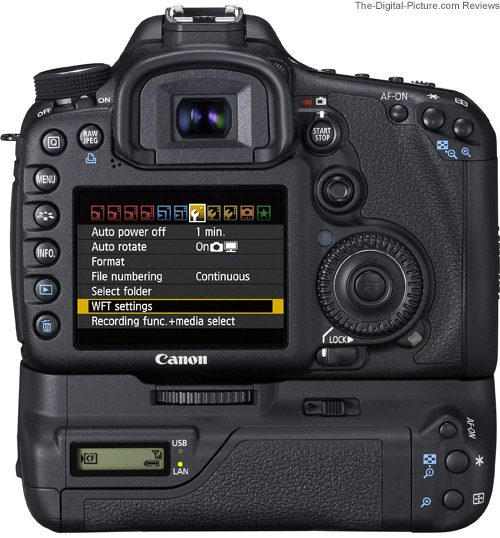 The-Digital-Picture.com Reviews
OFF
ON
AF-ON
Q
RAW
JPEG
START
STOP
MENU
Auto power off 1 min.
Auto rotate On
Format
File numbering Continuous
Select folder
WFT settings
Recording func.+media select
INFO.
SET
LOCK
Canon
USB
LAN
CF
AF-ON